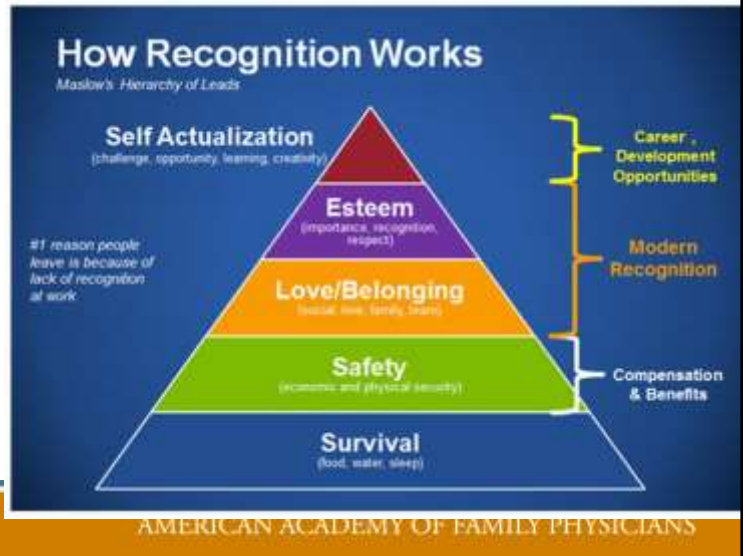 How Recognition Works
Maslow's Hierarchy of Leads
Self Actualization
(challenge, opportunity, learning, creativity)
Career ,
Development
Opportunities
Esteem
(importance, recognition,
respect)
#1 reason people
leave is because of
lack of recognition
at work
Modern
Recognition
Love/Belonging
(social, love, family, team)
Safety
(economic and physical security)
Compensation
& Benefits
Survival
(food, water, sleep)
AMERICAN ACADEMY OF FAMILY PHYSICIANS